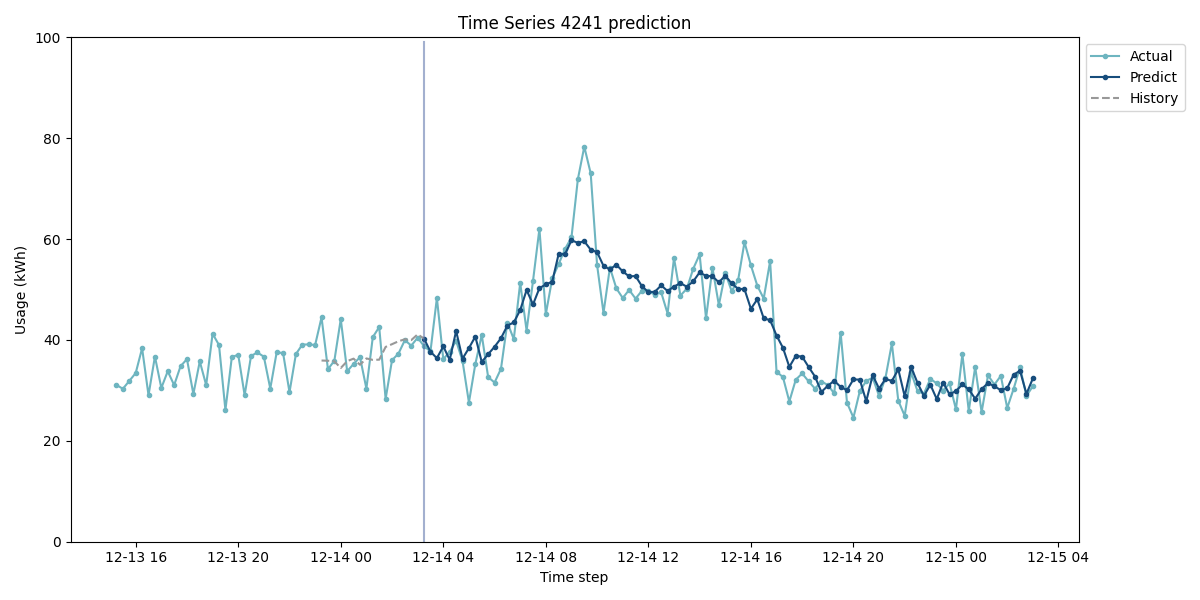 Time Series 4241 prediction
100
80
60
40
20
0
Usage (kWh)
12-13 16
12-13 20
12-14 00
12-14 04
12-14 08
12-14 12
12-14 16
12-14 20
12-15 00
12-15 04
Time step
Actual
Predict
History